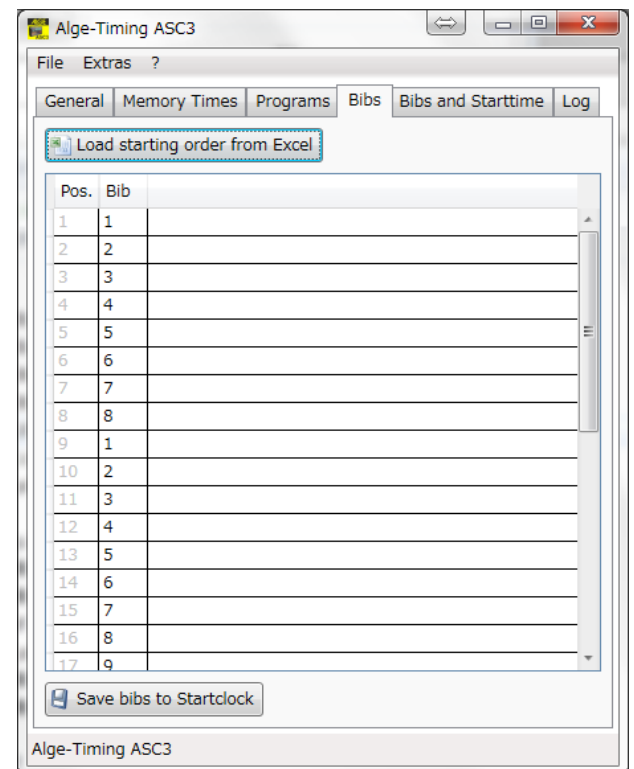 Alge-Timing ASC3
File Extras ?
General Memory Times Programs Bibs Bibs and Starttime Log
Load starting order from Excel
Pos. Bib
1 1
2 2
3 3
4 4
5 5
6 6
7 7
8 8
9 1
10 2
11 3
12 4
13 5
14 6
15 7
16 8
17 9
Save bibs to Startclock
Alge-Timing ASC3